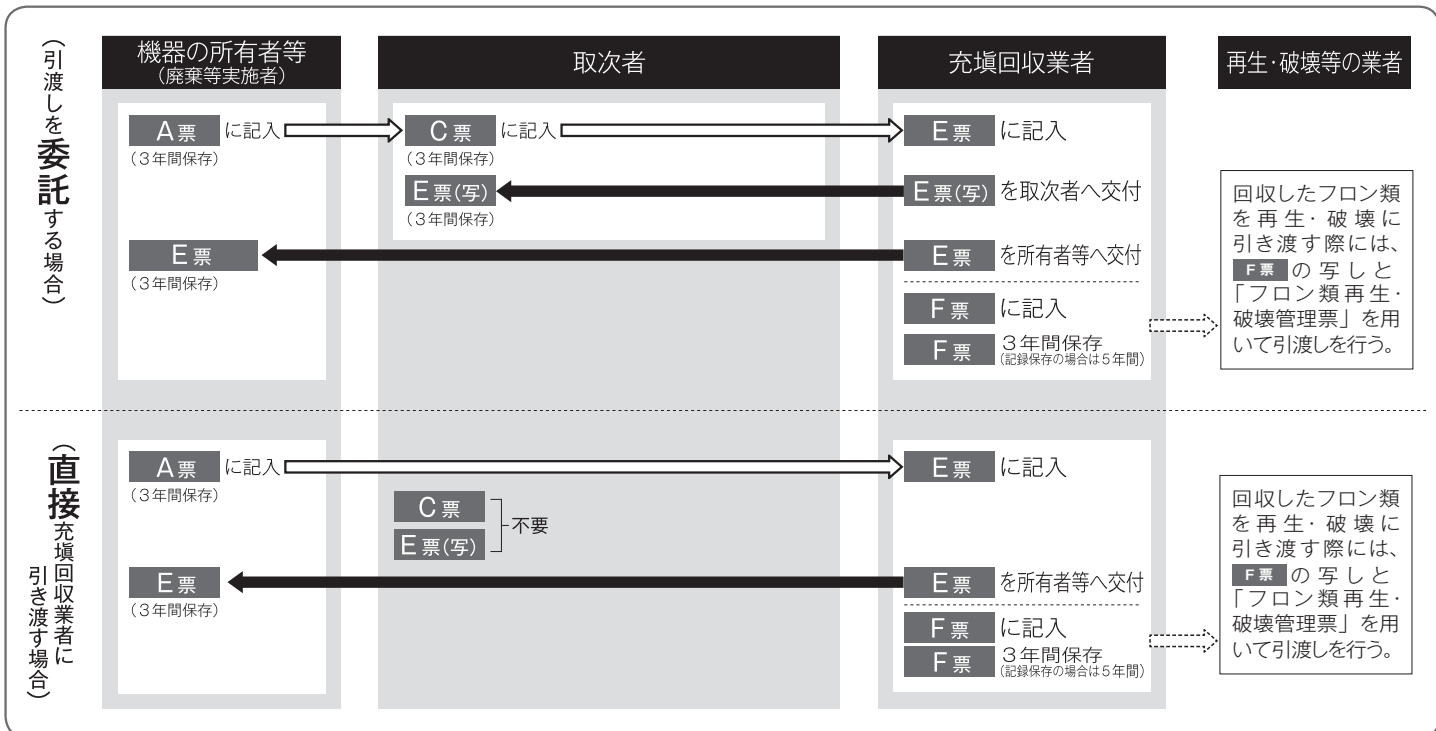 機器の所有者等
(廃棄等実施者)
取次者
充塡回収業者
再生・破壊等の業者
(引渡しを委託する場合)
A票 に記入
(3年間保存)
C票 に記入
(3年間保存)
E票 に記入
E票(写)
(3年間保存)
E票(写) を取次者へ交付
E票
(3年間保存)
E票 を所有者等へ交付
F票 に記入
F票 3年間保存
(記録保存の場合は5年間)
回収したフロン類
を再生・破壊に
引き渡す際には、
F票 の写しと
「フロン類再生・
破壊管理票」を用
いて引渡しを行う。
(直接充塡回収業者に
引き渡す場合)
A票 に記入
(3年間保存)
E票 に記入
C票
E票(写)
不要
E票
(3年間保存)
E票 を所有者等へ交付
F票 に記入
F票 3年間保存
(記録保存の場合は5年間)
回収したフロン類
を再生・破壊に
引き渡す際には、
F票 の写しと
「フロン類再生・
破壊管理票」を用
いて引渡しを行う。